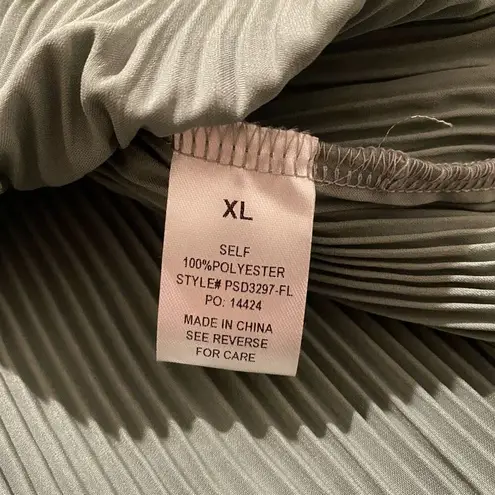 XL
SELF
100%POLYESTER
STYLE# PSD3297-FL
PO: 14424
MADE IN CHINA
SEE REVERSE
FOR CARE